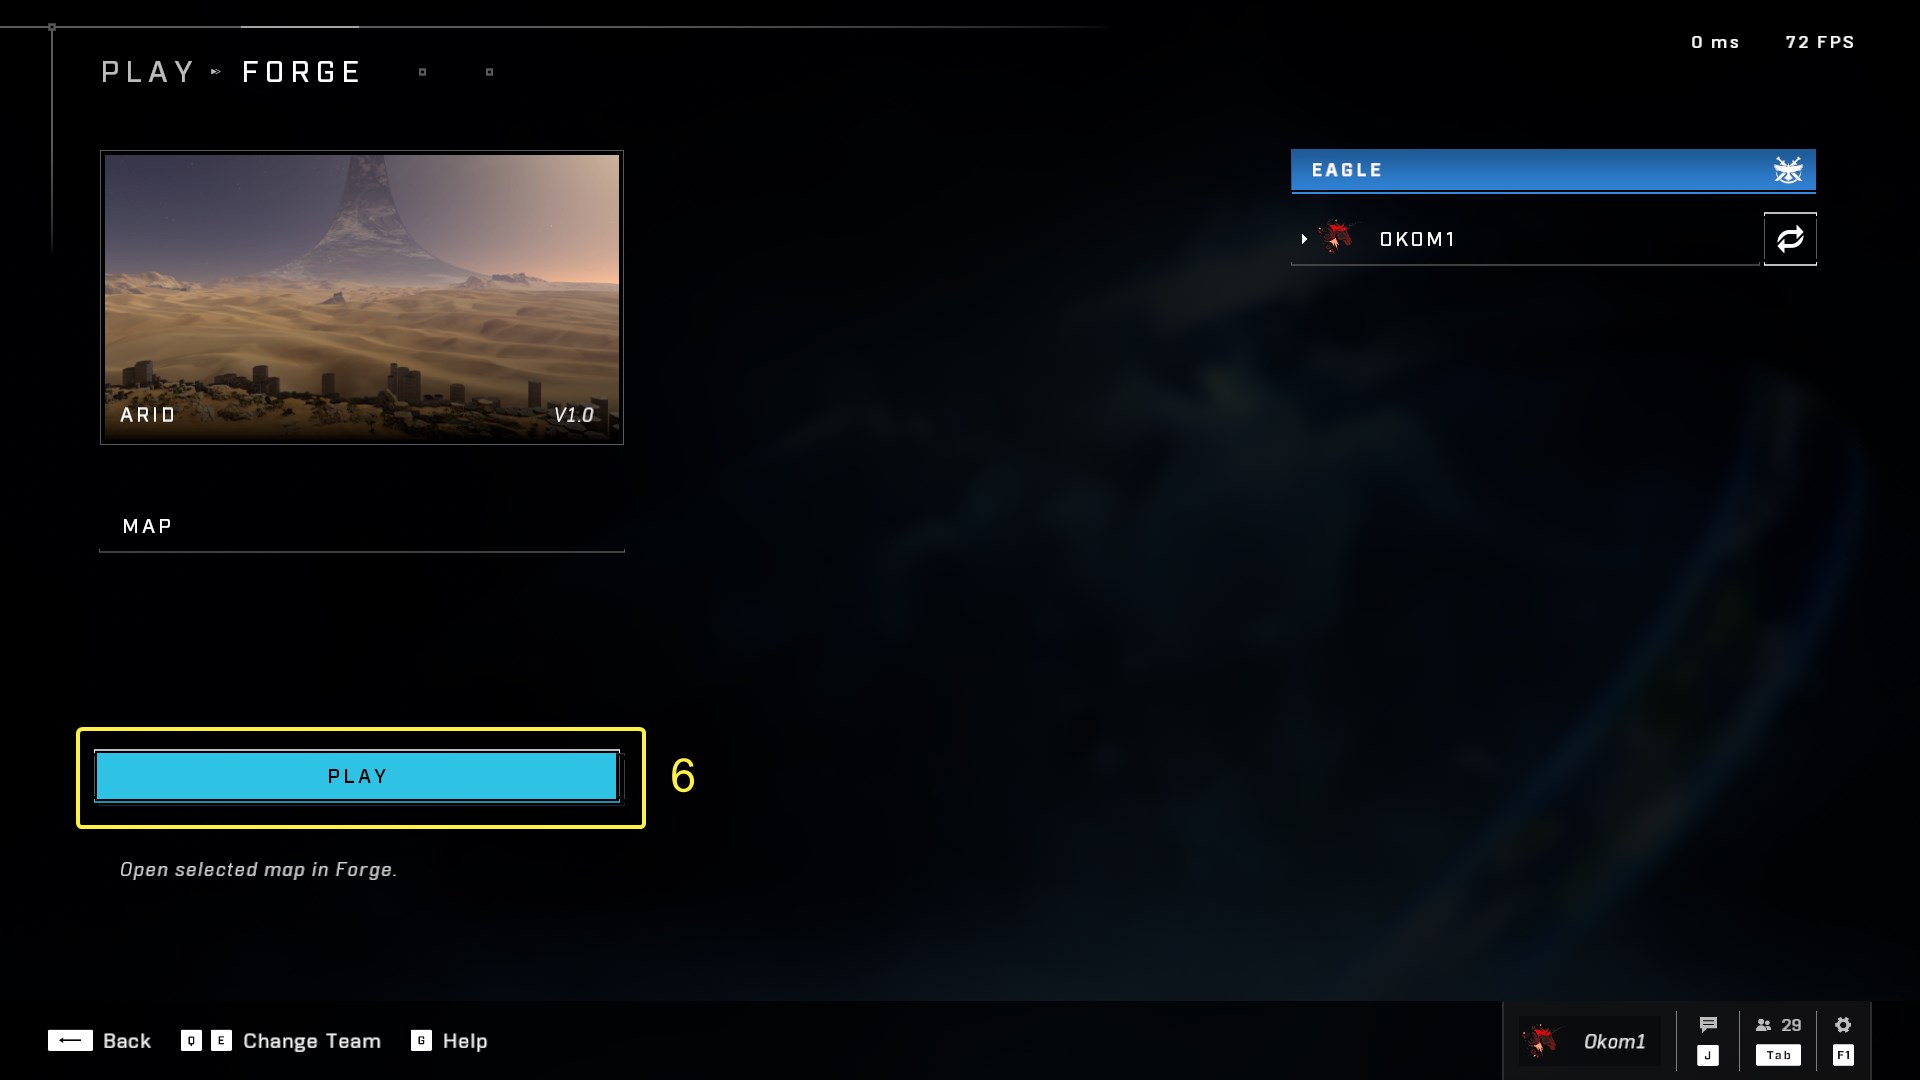 0 ms 72 FPS
PLAY FORGE
EAGLE
OKOM1
ARID V1.0
MAP
PLAY 6
Open selected map in Forge.
Back Q E Change Team G Help
Okom1 J 29 Tab F1